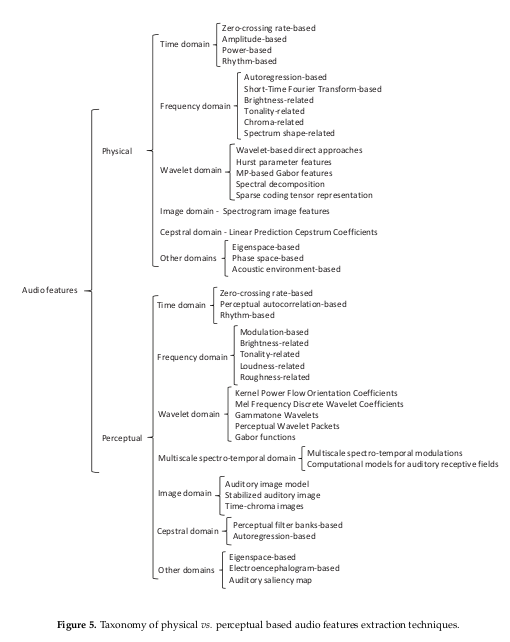 Audio features
Physical
Time domain
Zero-crossing rate-based
Amplitude-based
Power-based
Rhythm-based
Frequency domain
Autoregression-based
Short-Time Fourier Transform-based
Brightness-related
Tonality-related
Chroma-related
Spectrum shape-related
Wavelet domain
Wavelet-based direct approaches
Hurst parameter features
MP-based Gabor features
Spectral decomposition
Sparse coding tensor representation
Image domain - Spectrogram image features
Cepstral domain - Linear Prediction Cepstrum Coefficients
Other domains
Eigenspace-based
Phase space-based
Acoustic environment-based
Perceptual
Time domain
Zero-crossing rate-based
Perceptual autocorrelation-based
Rhythm-based
Frequency domain
Modulation-based
Brightness-related
Tonality-related
Loudness-related
Roughness-related
Wavelet domain
Kernel Power Flow Orientation Coefficients
Mel Frequency Discrete Wavelet Coefficients
Gammatone Wavelets
Perceptual Wavelet Packets
Gabor functions
Multiscale spectro-temporal domain
Multiscale spectro-temporal modulations
Computational models for auditory receptive fields
Image domain
Auditory image model
Stabilized auditory image
Time-chroma images
Cepstral domain
Perceptual filter banks-based
Autoregression-based
Other domains
Eigenspace-based
Electroencephalogram-based
Auditory saliency map
Figure 5. Taxonomy of physical vs. perceptual based audio features extraction techniques.